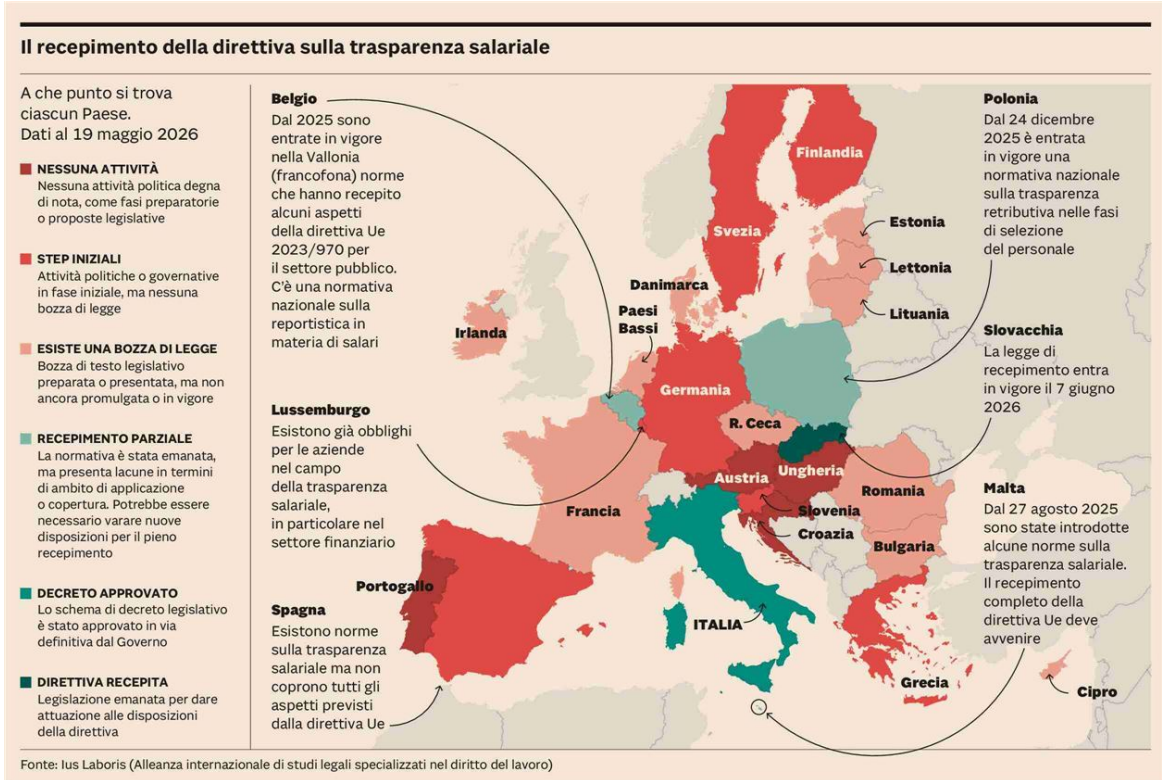 Il recepimento della direttiva sulla trasparenza salariale
A che punto si trova
ciascun Paese.
Dati al 19 maggio 2026
NESSUNA ATTIVITÀ
Nessuna attività politica degna
di nota, come fasi preparatorie
o proposte legislative
STEP INIZIALI
Attività politiche o governative
in fase iniziale, ma nessuna
bozza di legge
ESISTE UNA BOZZA DI LEGGE
Bozza di testo legislativo
preparata o presentata, ma non
ancora promulgata o in vigore
RECEPIMENTO PARZIALE
La normativa è stata emanata,
ma presenta lacune in termini
di ambito di applicazione
o copertura. Potrebbe essere
necessario varare nuove
disposizioni per il pieno
recepimento
DECRETO APPROVATO
Lo schema di decreto legislativo
è stato approvato in via
definitiva dal Governo
DIRETTIVA RECEPITA
Legislazione emanata per dare
attuazione alle disposizioni
della direttiva
Belgio
Dal 2025 sono
entrate in vigore
nella Vallonia
(francofona) norme
che hanno recepito
alcuni aspetti
della direttiva Ue
2023/970 per
il settore pubblico.
C'è una normativa
nazionale sulla
reportistica in
materia di salari
Lussemburgo
Esistono già obblighi
per le aziende
nel campo
della trasparenza
salariale,
in particolare nel
settore finanziario
Spagna
Esistono norme
sulla trasparenza
salariale ma non
coprono tutti gli
aspetti previsti
dalla direttiva Ue
Finlandia
Svezia
Estonia
Lettonia
Lituania
Danimarca
Paesi
Bassi
Irlanda
Germania
R. Ceca
Austria
Ungheria
Slovenia
Croazia
Romania
Bulgaria
Francia
Portogallo
ITALIA
Grecia
Cipro
Polonia
Dal 24 dicembre
2025 è entrata
in vigore una
normativa nazionale
sulla trasparenza
retributiva nelle fasi
di selezione
del personale
Slovacchia
La legge di
recepimento entra
in vigore il 7 giugno
2026
Malta
Dal 27 agosto 2025
sono state introdotte
alcune norme sulla
trasparenza salariale.
Il recepimento
completo della
direttiva Ue deve
avvenire
Fonte: Ius Laboris (Alleanza internazionale di studi legali specializzati nel diritto del lavoro)